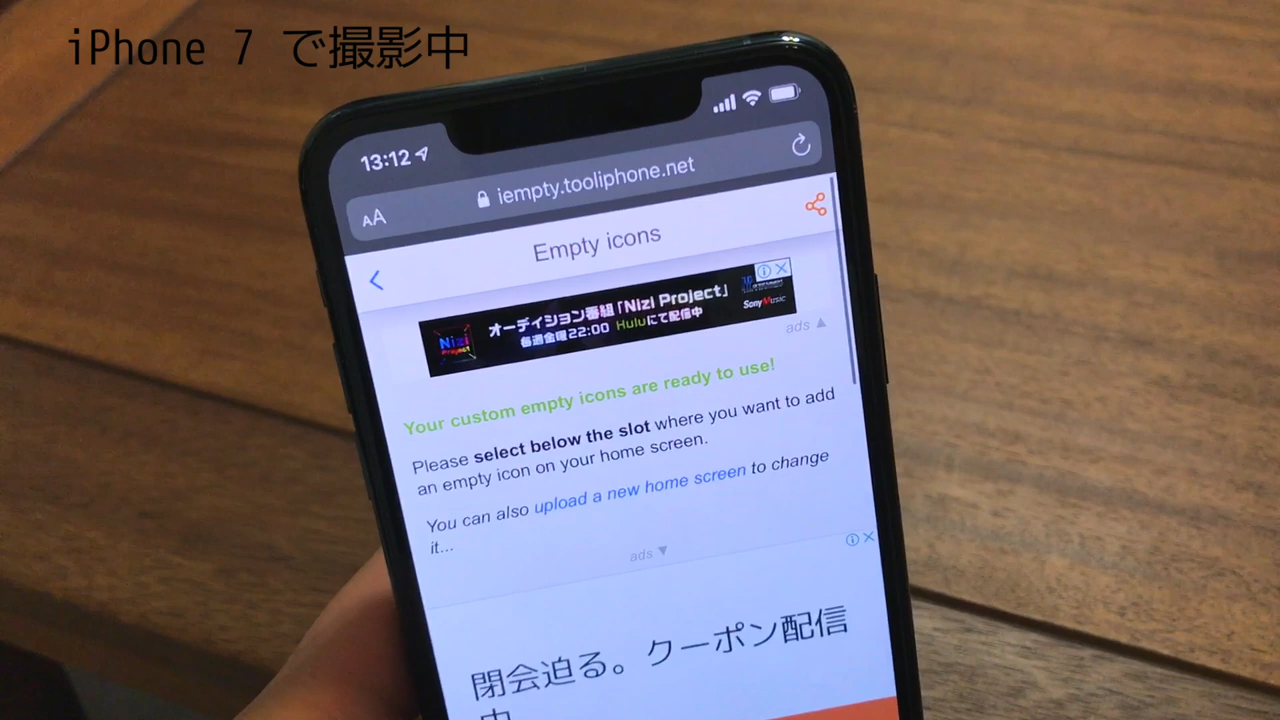 iPhone 7 で撮影中
13:12
AA
iempty.tooliphone.net
Empty icons
Nizi
Project
オーディション番組「Nizi Project」
毎週金曜22:00 Huluにて配信中
Sony Music
ads ▲
Your custom empty icons are ready to use!
Please select below the slot where you want to add
an empty icon on your home screen.
You can also upload a new home screen to change
it...
ads ▼
閉会迫る。クーポン配信
中